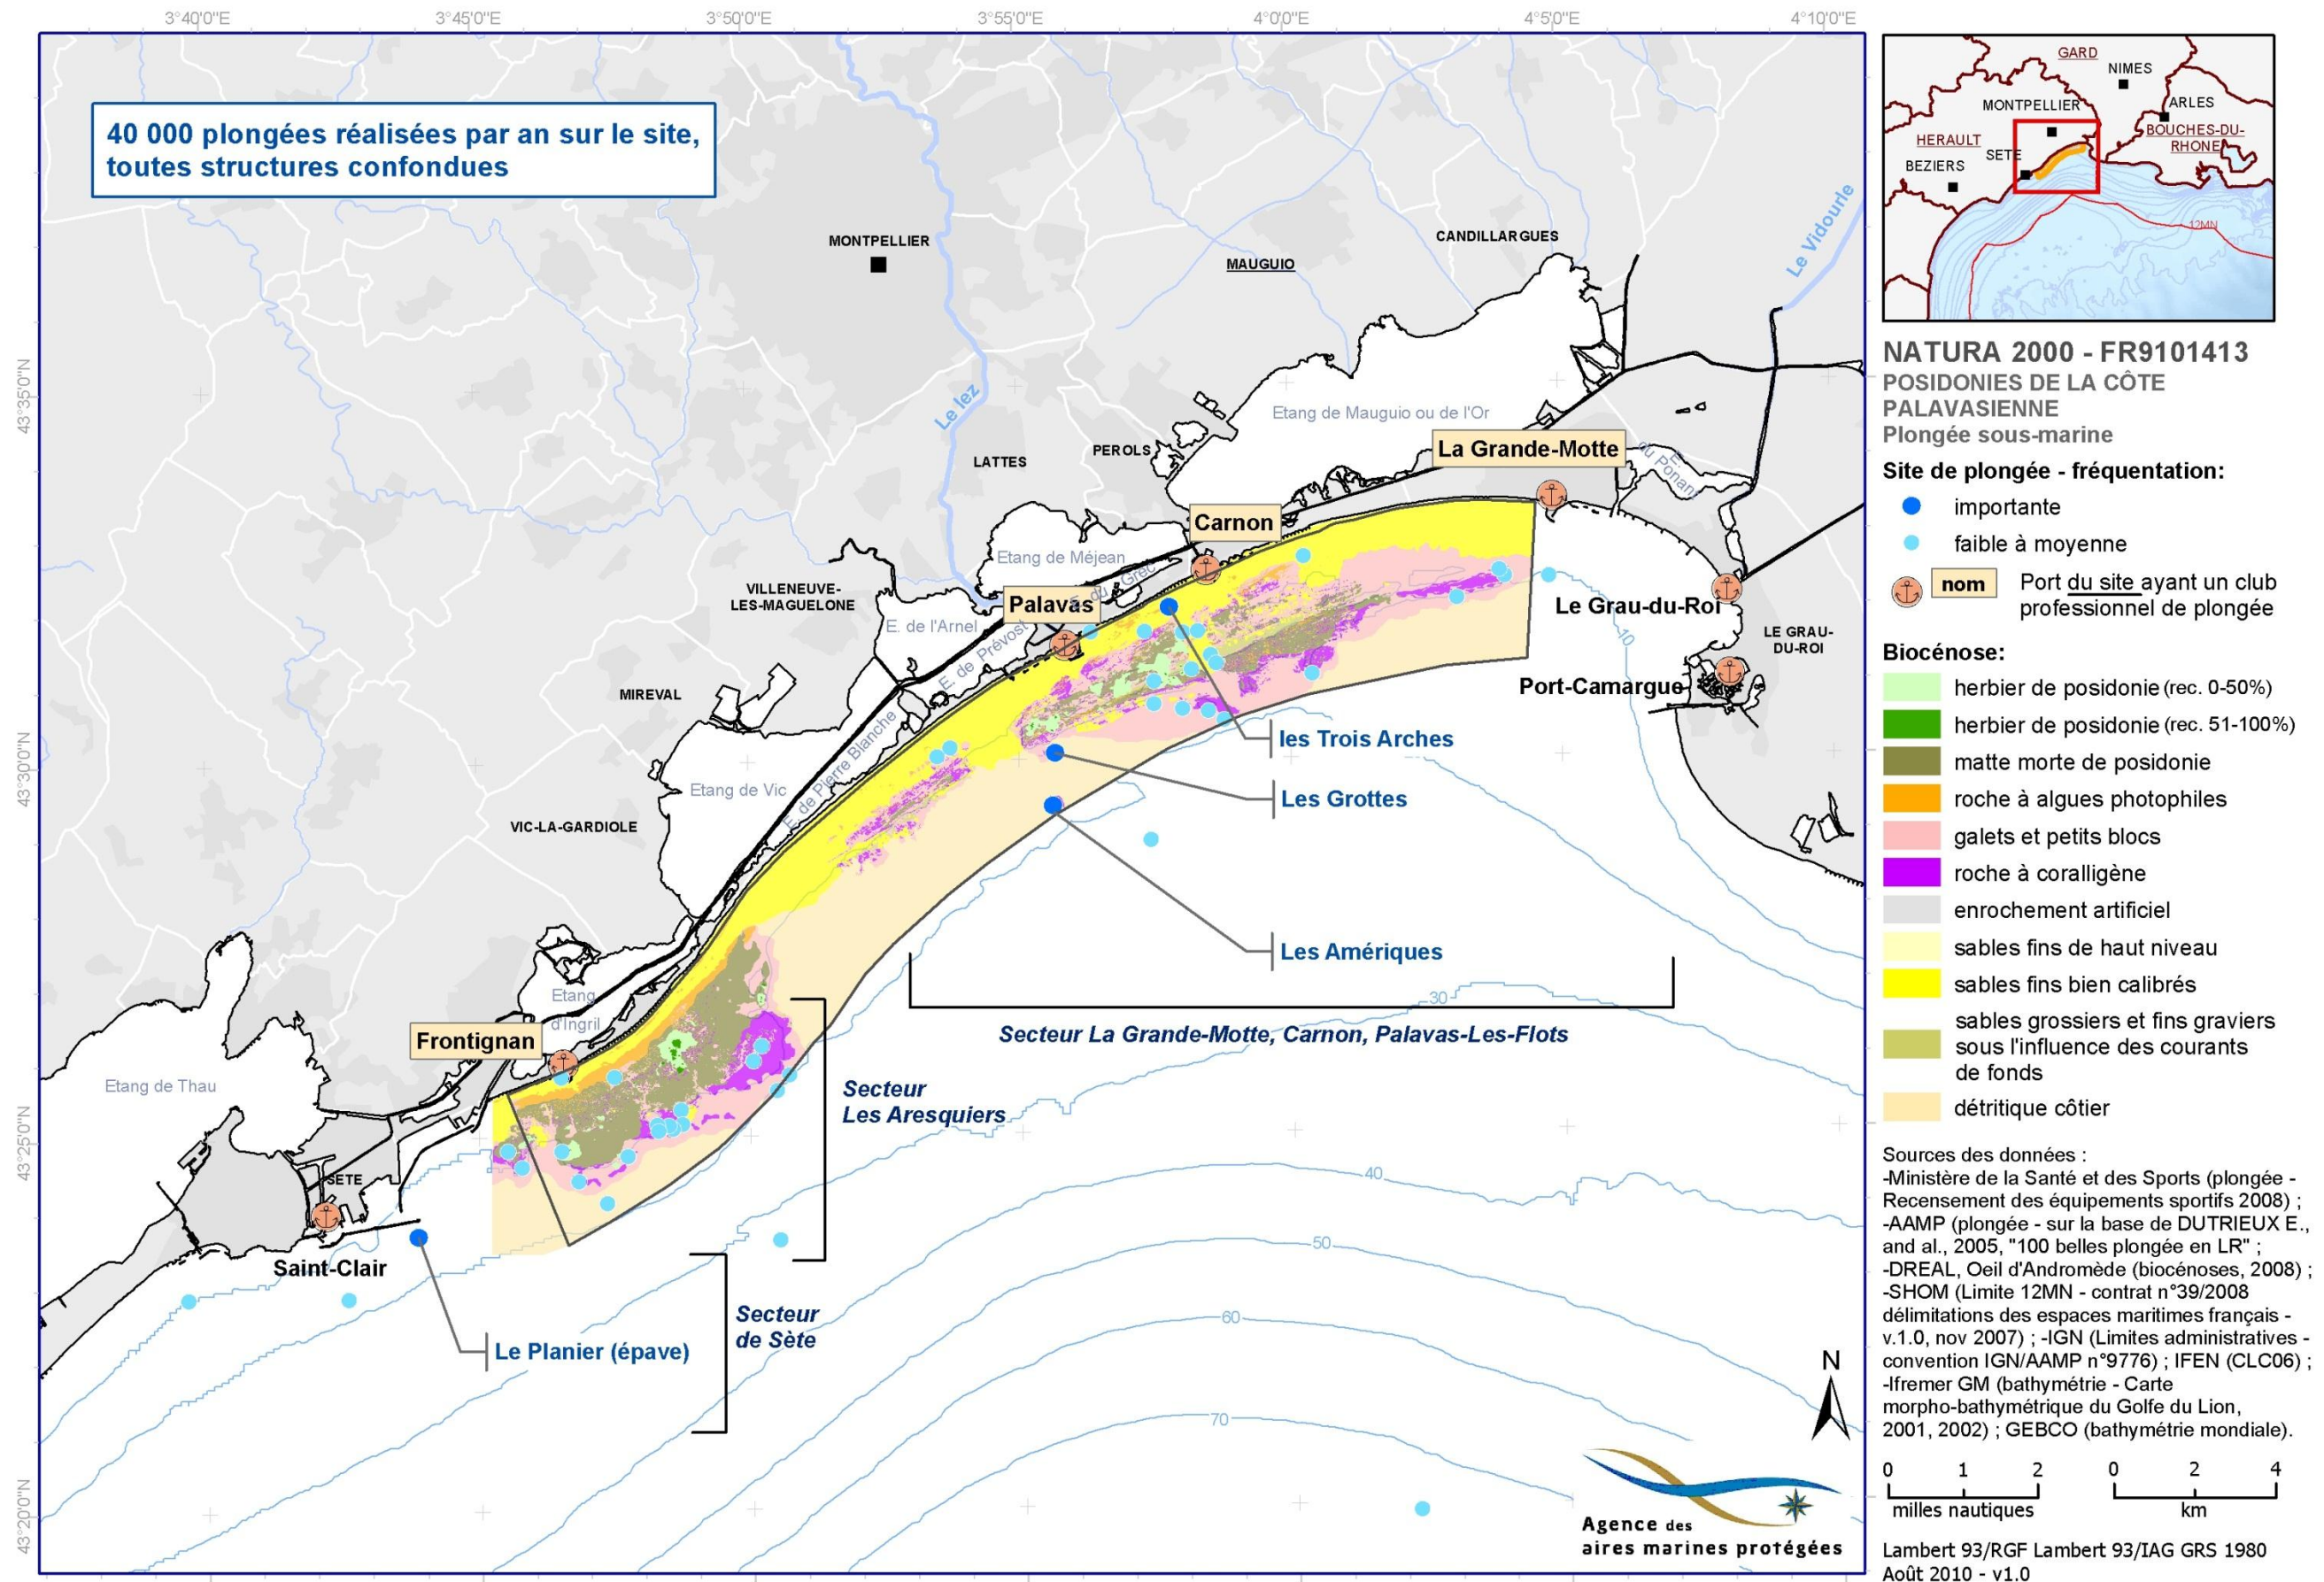 3°40'0"E
3°45'0"E
3°50'0"E
3°55'0"E
4°0'0"E
4°5'0"E
4°10'0"E
43°35'0"N
43°30'0"N
43°25'0"N
43°20'0"N
40 000 plongées réalisées par an sur le site,
toutes structures confondues
MONTPELLIER
MAUGUIO
CANDILLARGUES
Le Vidourle
Le lez
Etang de Mauguio ou de l'Or
LATTES
PEROLS
La Grande-Motte
E.
du Ponant
Carnon
Etang de Méjean
E. du Grec
VILLENEUVE-
LES-MAGUELONE
Palavas
E. de l'Arnel
E. de Prévost
Le Grau-du-Roi
LE GRAU-
DU-ROI
Port-Camargue
MIREVAL
E. de Pierre Blanche
Etang de Vic
VIC-LA-GARDIOLE
les Trois Arches
Les Grottes
Les Amériques
10
30
40
50
60
70
Secteur La Grande-Motte, Carnon, Palavas-Les-Flots
Etang
d'Ingril
Frontignan
Etang de Thau
Secteur
Les Aresquiers
SETE
Saint-Clair
Le Planier (épave)
Secteur
de Sète
N
Agence des
aires marines protégées
GARD
NIMES
MONTPELLIER
ARLES
HERAULT
BOUCHES-DU-
RHONE
SETE
BEZIERS
12MN
NATURA 2000 - FR9101413
POSIDONIES DE LA CÔTE
PALAVASIENNE
Plongée sous-marine
Site de plongée - fréquentation:
importante
faible à moyenne
nom
Port du site ayant un club
professionnel de plongée
Biocénose:
herbier de posidonie (rec. 0-50%)
herbier de posidonie (rec. 51-100%)
matte morte de posidonie
roche à algues photophiles
galets et petits blocs
roche à coralligène
enrochement artificiel
sables fins de haut niveau
sables fins bien calibrés
sables grossiers et fins graviers
sous l'influence des courants
de fonds
détritique côtier
Sources des données :
-Ministère de la Santé et des Sports (plongée -
Recensement des équipements sportifs 2008) ;
-AAMP (plongée - sur la base de DUTRIEUX E.,
and al., 2005, "100 belles plongée en LR" ;
-DREAL, Oeil d'Andromède (biocénoses, 2008) ;
-SHOM (Limite 12MN - contrat n°39/2008
délimitations des espaces maritimes français -
v.1.0, nov 2007) ; -IGN (Limites administratives -
convention IGN/AAMP n°9776) ; IFEN (CLC06) ;
-Ifremer GM (bathymétrie - Carte
morpho-bathymétrique du Golfe du Lion,
2001, 2002) ; GEBCO (bathymétrie mondiale).
0 1 2
milles nautiques
0 2 4
km
Lambert 93/RGF Lambert 93/IAG GRS 1980
Août 2010 - v1.0